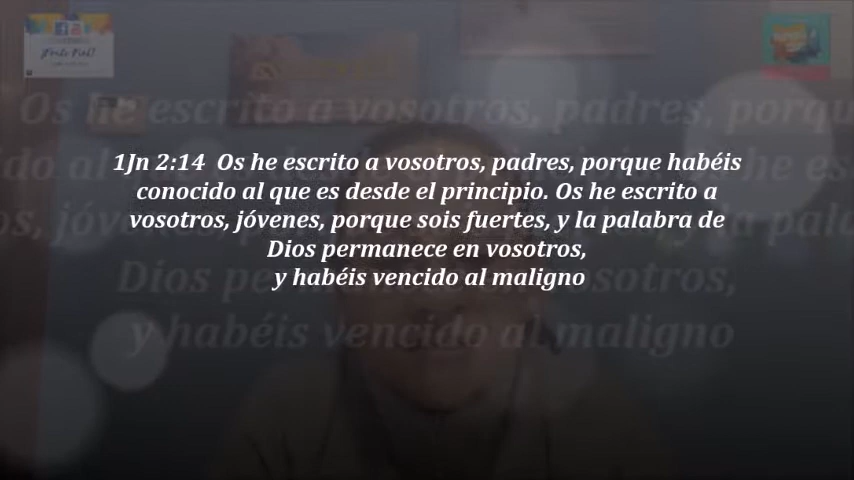 1Jn 2:14 Os he escrito a vosotros, padres, porque habéis
conocido al que es desde el principio. Os he escrito a
vosotros, jóvenes, porque sois fuertes, y la palabra de
Dios permanece en vosotros,
y habéis vencido al maligno